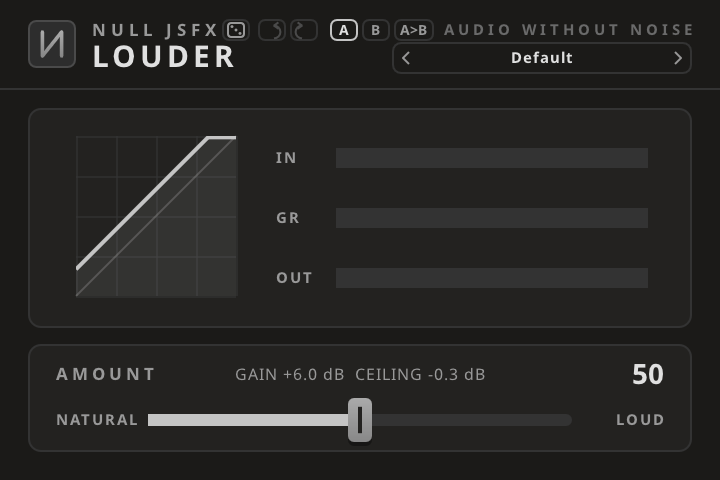 NULL JSFX A B A>B AUDIO WITHOUT NOISE
LOUDER
Default
IN
GR
OUT
AMOUNT GAIN +6.0 dB CEILING -0.3 dB 50
NATURAL LOUD